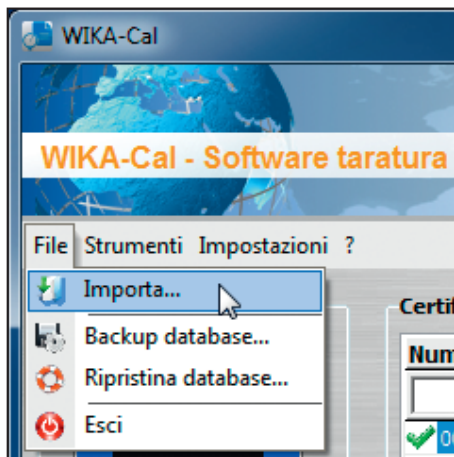 WIKA-Cal
WIKA-Cal - Software taratura
File Strumenti Impostazioni ?
Importa...
Backup database...
Ripristina database...
Esci